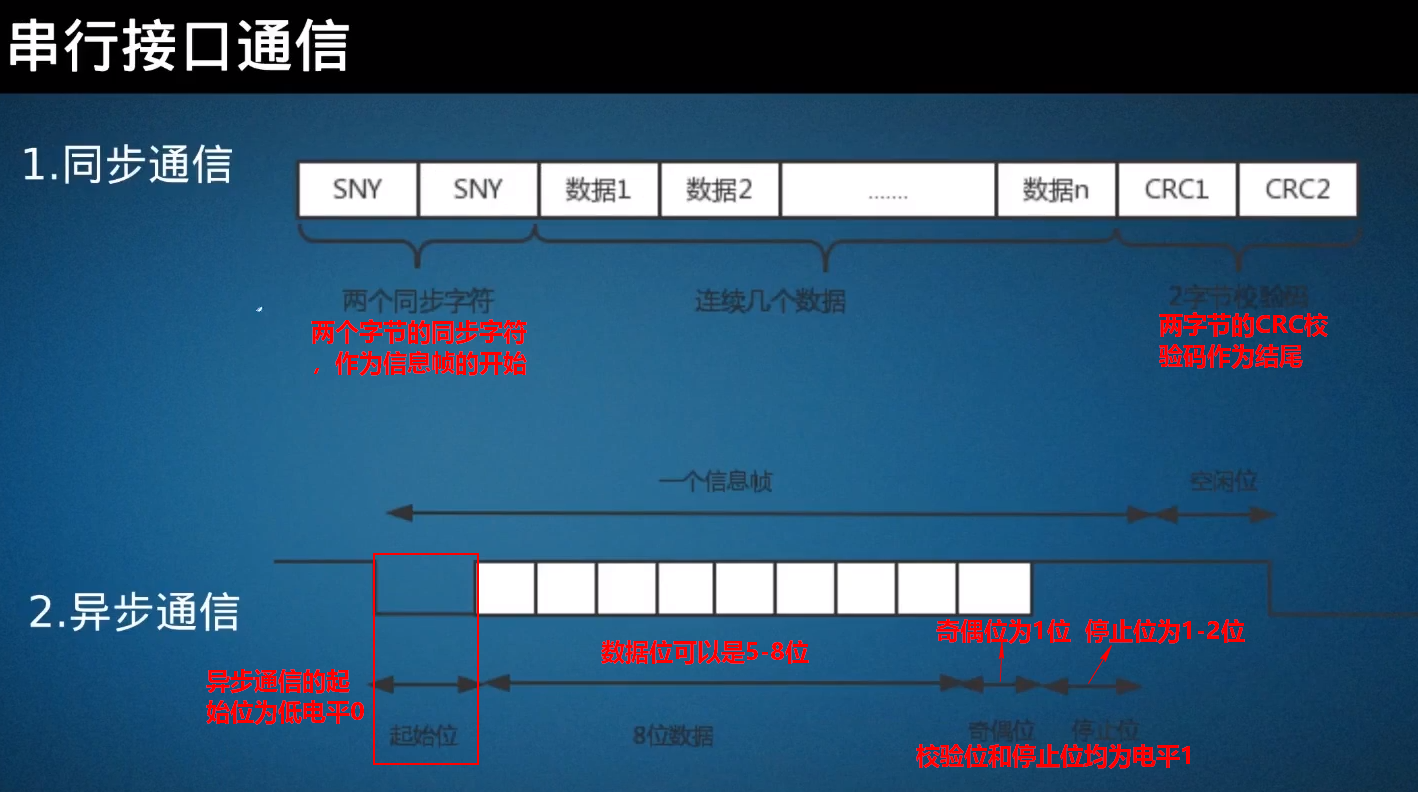 串行接口通信
1.同步通信
SNY SNY 数据1 数据2 ....... 数据n CRC1 CRC2
两个同步字符 连续几个数据 2字节校验码
两个字节的同步字符
，作为信息帧的开始
两字节的CRC校
验码作为结尾
一个信息帧 空闲位
2.异步通信
奇偶位为1位 停止位为1-2位
数据位可以是5-8位
异步通信的起
始位为低电平0
起始位 8位数据 奇偶位 停止位
校验位和停止位均为电平1